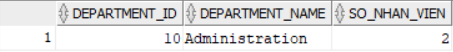 DEPARTMENT_ID DEPARTMENT_NAME SO_NHAN_VIEN
1 10 Administration 2